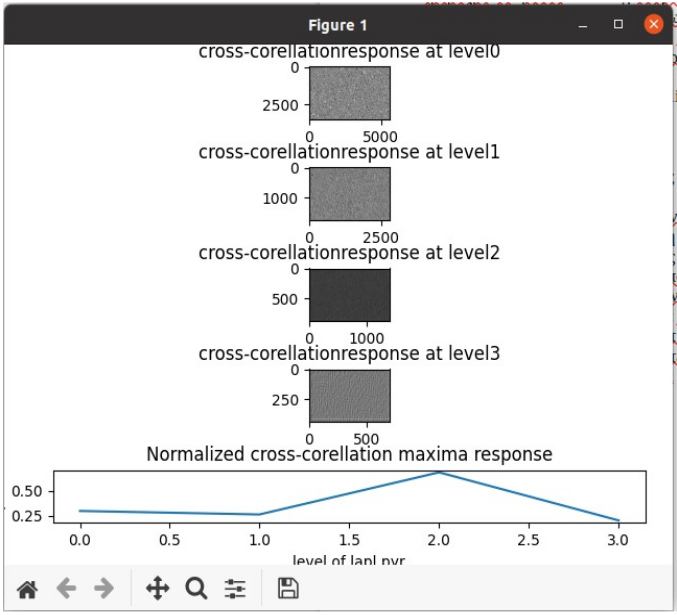 Figure 1
cross-corellationresponse at level0
0
2500
0 5000
cross-corellationresponse at level1
0
1000
0 2500
cross-corellationresponse at level2
0
500
0 1000
cross-corellationresponse at level3
0
250
0 500
Normalized cross-corellation maxima response
0.50
0.25
0.0 0.5 1.0 1.5 2.0 2.5 3.0
level of lapl pyr